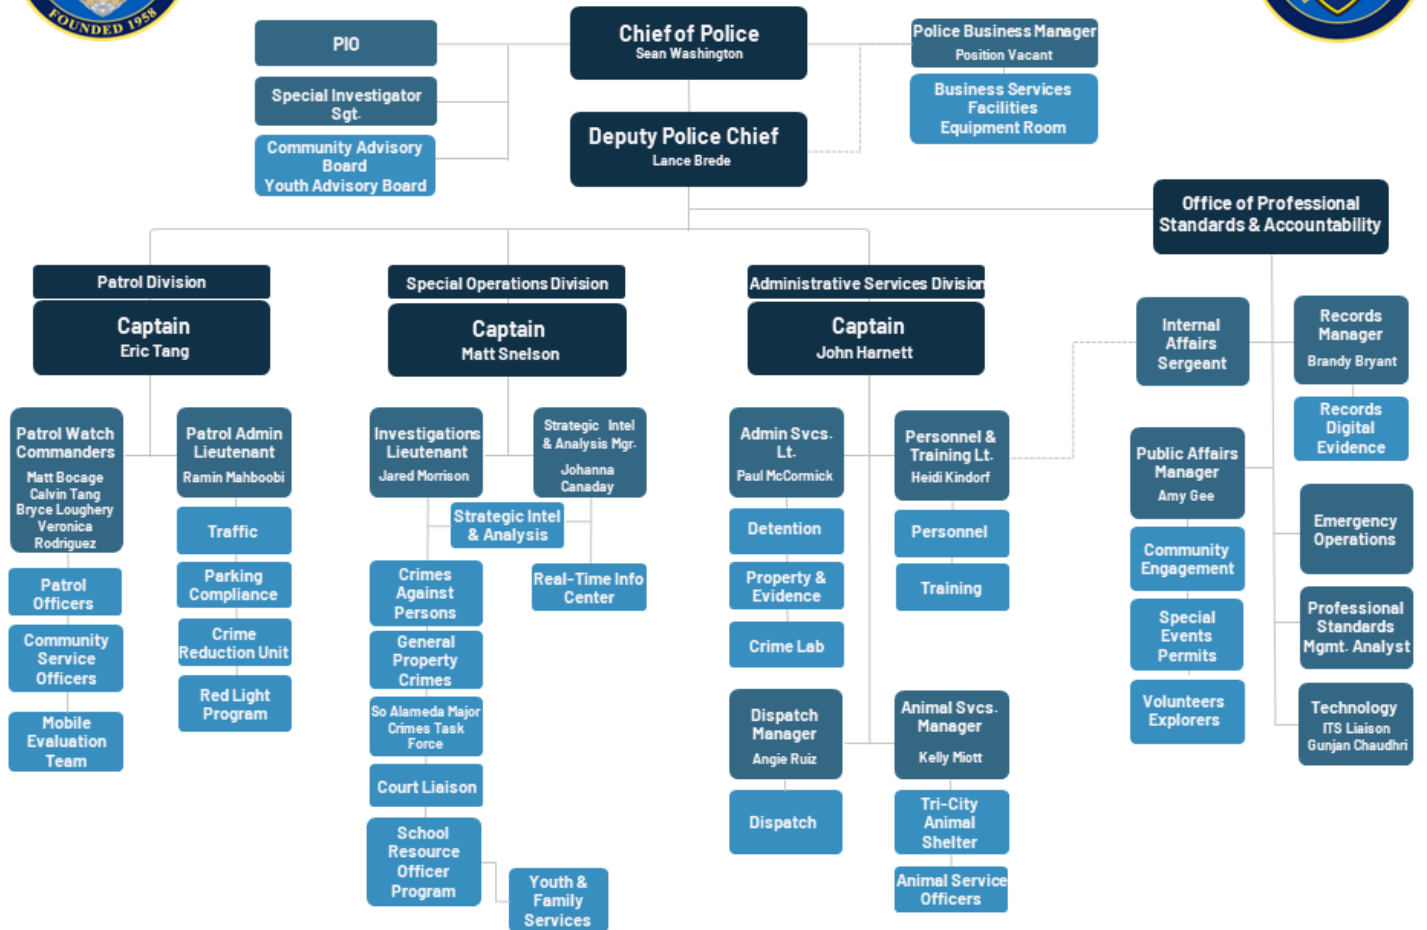 FOUNDED 1958
PIO
Special Investigator
Sgt.
Community Advisory
Board
Youth Advisory Board
Chief of Police
Sean Washington
Deputy Police Chief
Lance Brede
Police Business Manager
Position Vacant
Business Services
Facilities
Equipment Room
Office of Professional
Standards & Accountability
Patrol Division
Captain
Eric Tang
Patrol Watch
Commanders
Matt Bocage
Calvin Tang
Bryce Loughery
Veronica
Rodriguez
Patrol
Officers
Community
Service
Officers
Mobile
Evaluation
Team
Patrol Admin
Lieutenant
Ramin Mahboobi
Traffic
Parking
Compliance
Crime
Reduction Unit
Red Light
Program
Special Operations Division
Captain
Matt Snelson
Investigations
Lieutenant
Jared Morrison
Strategic Intel
& Analysis Mgr.
Johanna
Canaday
Strategic Intel
& Analysis
Real-Time Info
Center
Crimes
Against
Persons
General
Property
Crimes
So Alameda Major
Crimes Task
Force
Court Liaison
School
Resource
Officer
Program
Youth &
Family
Services
Administrative Services Division
Captain
John Harnett
Admin Svcs.
Lt.
Paul McCormick
Detention
Property &
Evidence
Crime Lab
Personnel &
Training Lt.
Heidi Kindorf
Personnel
Training
Dispatch
Manager
Angie Ruiz
Dispatch
Animal Svcs.
Manager
Kelly Miott
Tri-City
Animal
Shelter
Animal Service
Officers
Internal
Affairs
Sergeant
Records
Manager
Brandy Bryant
Records
Digital
Evidence
Public Affairs
Manager
Amy Gee
Community
Engagement
Special
Events
Permits
Volunteers
Explorers
Emergency
Operations
Professional
Standards
Mgmt. Analyst
Technology
ITS Liaison
Gunjan Chaudhri